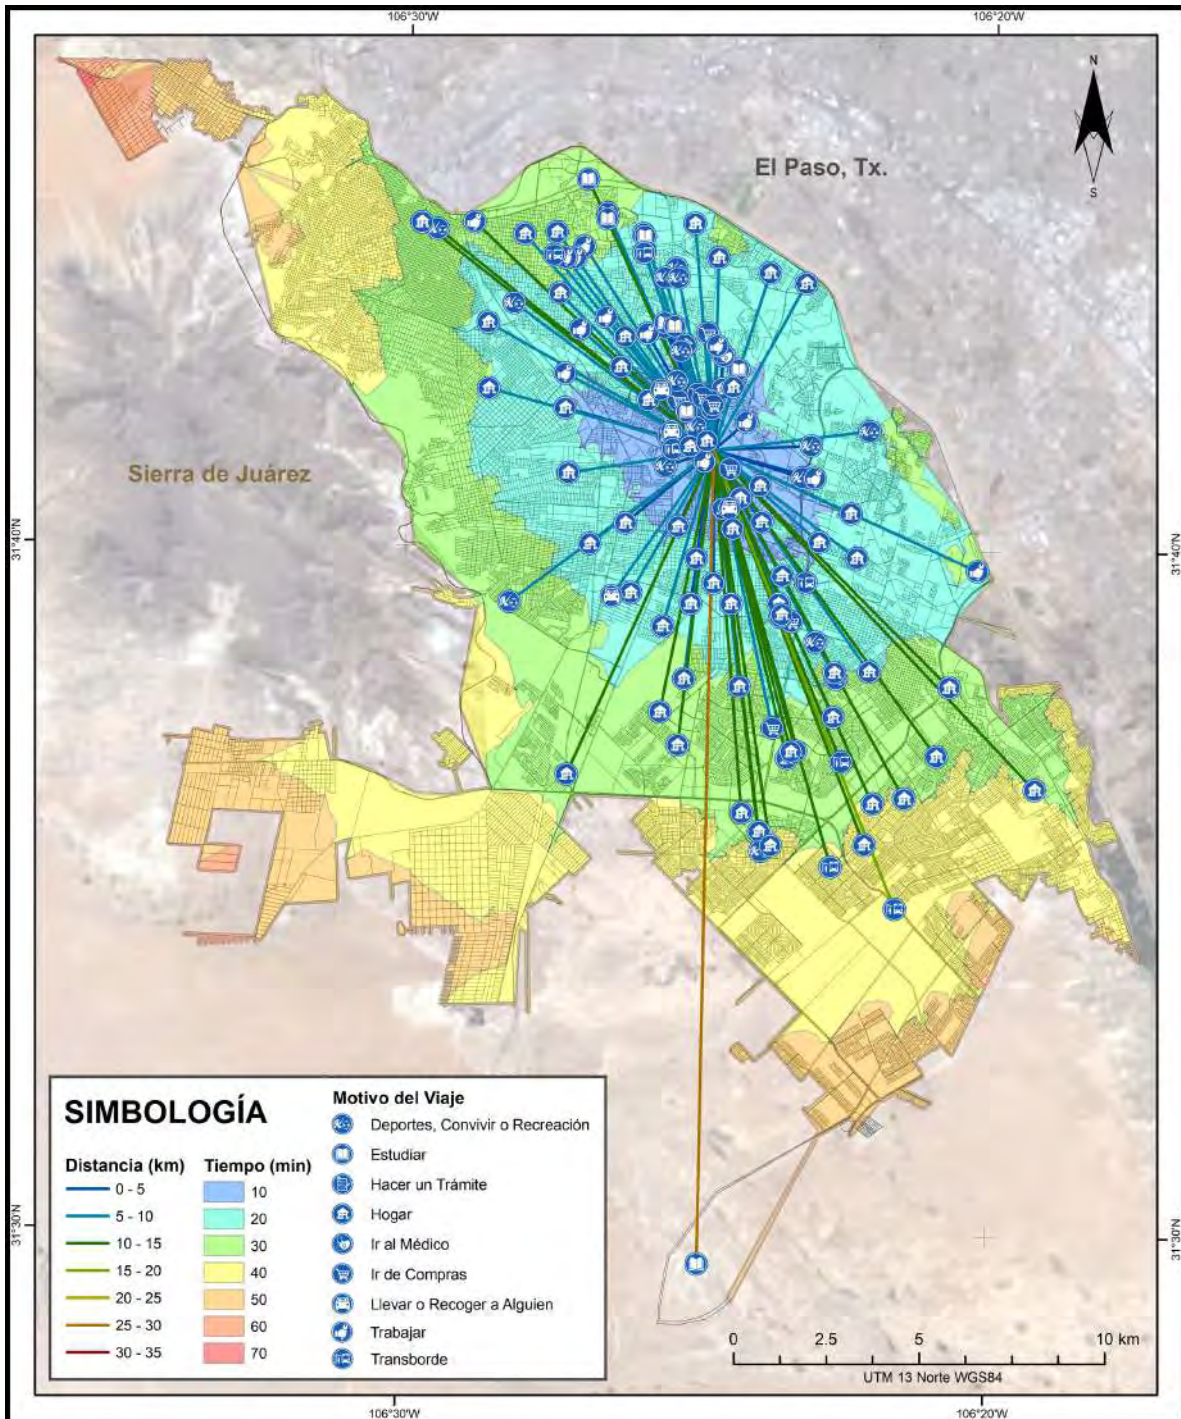 106°30'W
106°20'W
N
S
El Paso, Tx.
Sierra de Juárez
31°40'N
31°40'N
31°30'N
31°30'N
SIMBOLOGÍA
Distancia (km)
0 - 5
5 - 10
10 - 15
15 - 20
20 - 25
25 - 30
30 - 35
Tiempo (min)
10
20
30
40
50
60
70
Motivo del Viaje
Deportes, Convivir o Recreación
Estudiar
Hacer un Trámite
Hogar
Ir al Médico
Ir de Compras
Llevar o Recoger a Alguien
Trabajar
Transborde
0 2.5 5 10 km
UTM 13 Norte WGS84
106°30'W
106°20'W